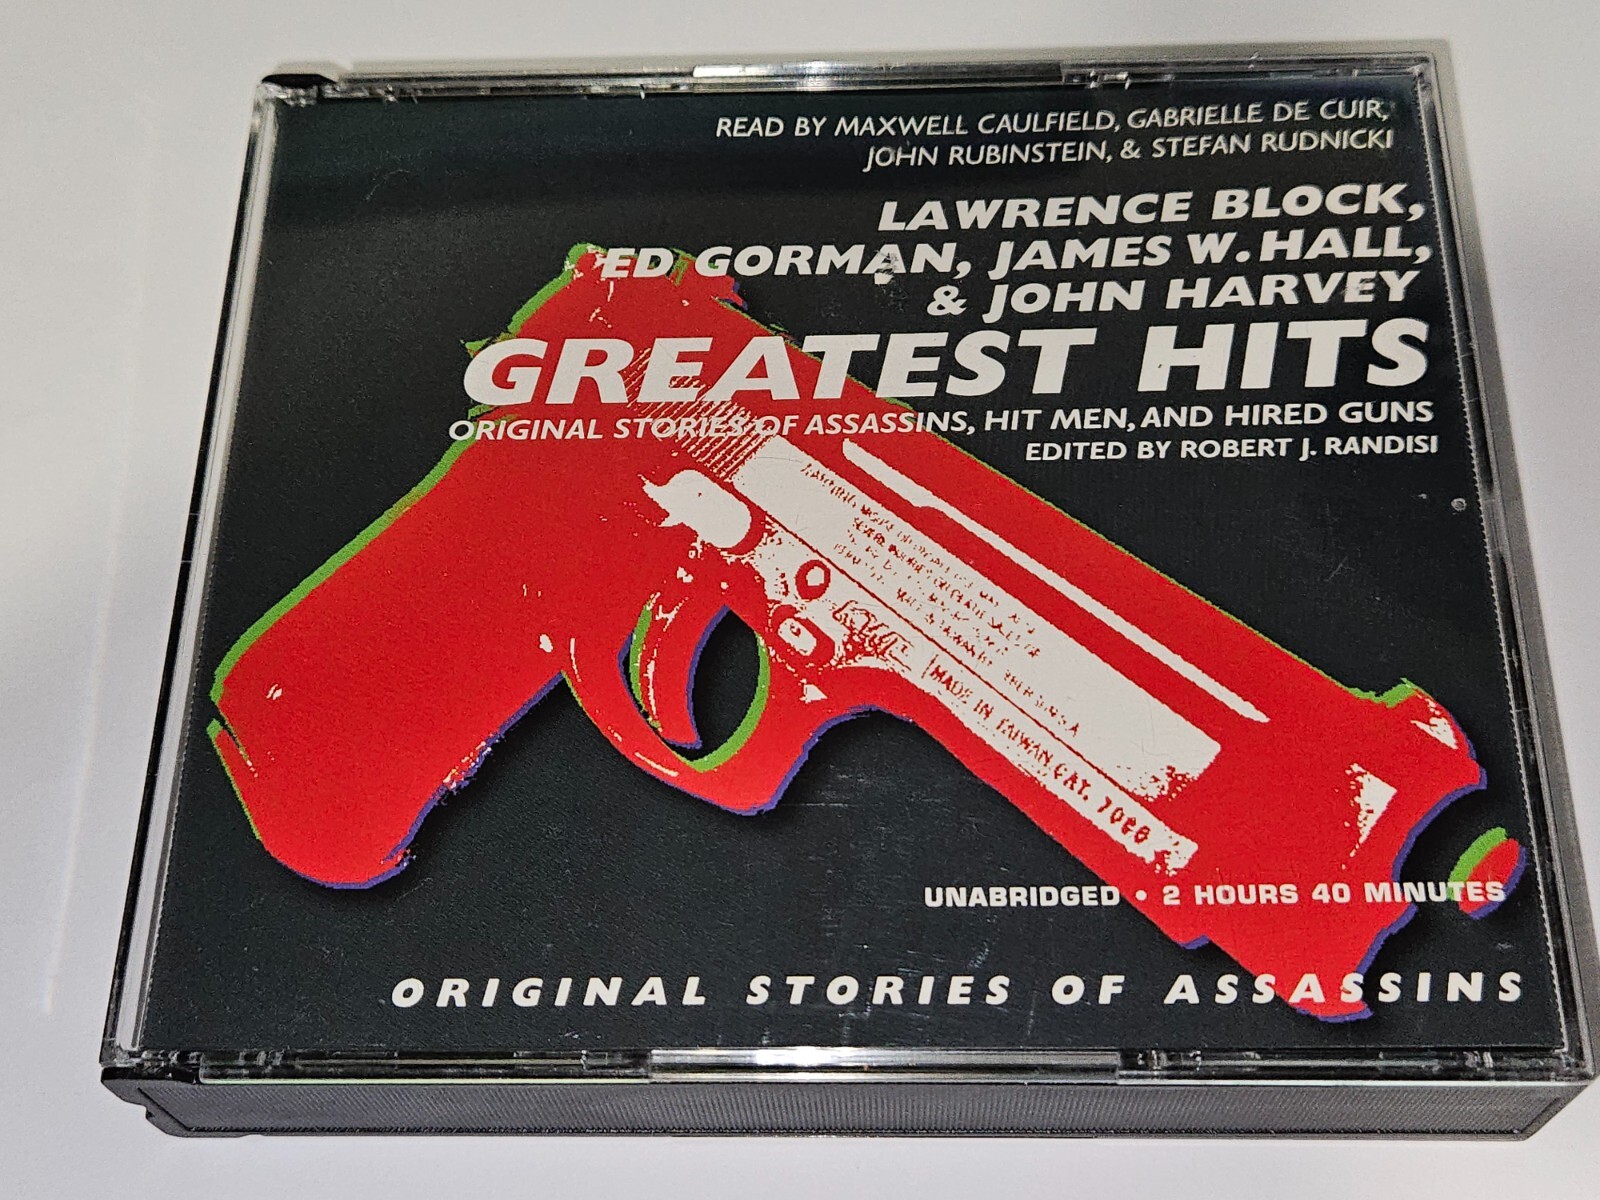 READ BY MAXWELL CAULFIELD, GABRIELLE DE CUIR,
JOHN RUBINSTEIN, & STEFAN RUDNICKI
LAWRENCE BLOCK,
ED GORMAN, JAMES W. HALL,
& JOHN HARVEY
GREATEST HITS
ORIGINAL STORIES OF ASSASSINS, HIT MEN, AND HIRED GUNS
EDITED BY ROBERT J. RANDISI
MADE IN TAIWAN CAT.
UNABRIDGED • 2 HOURS 40 MINUTES
ORIGINAL STORIES OF ASSASSINS